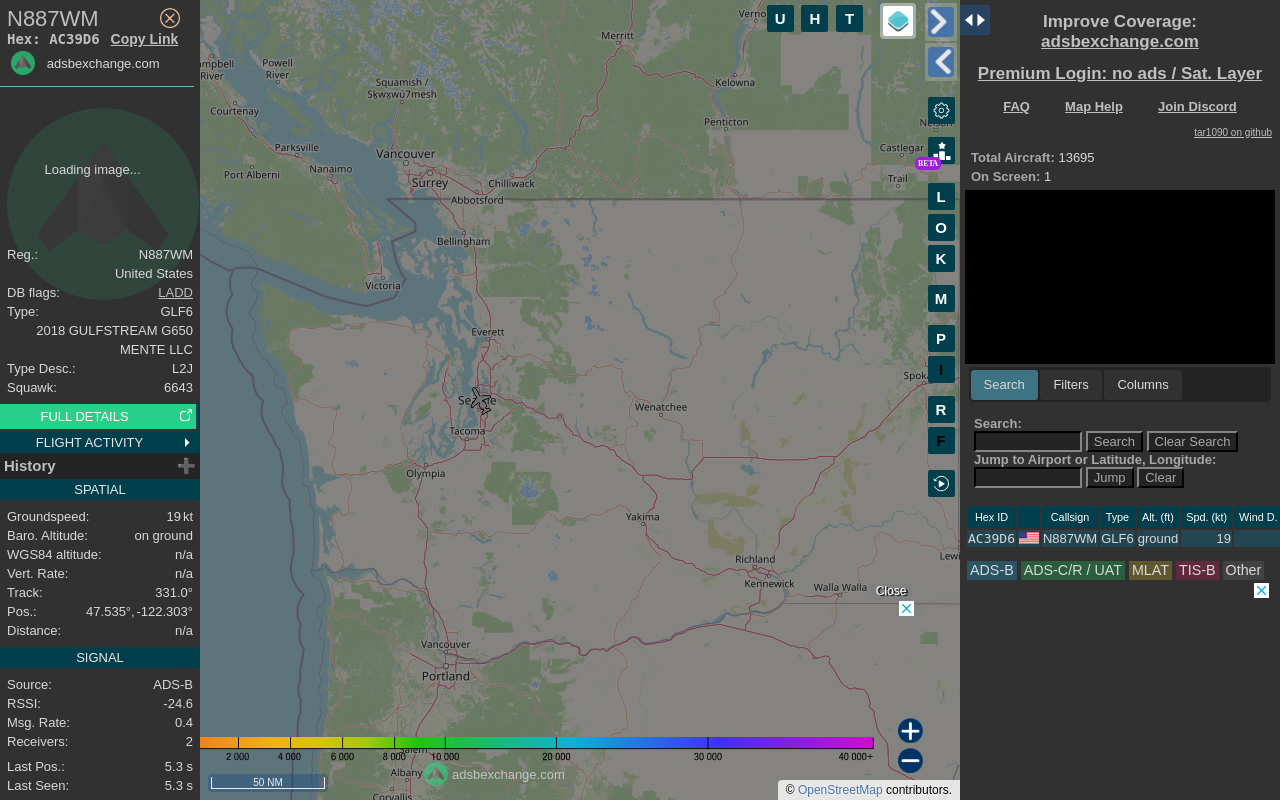 N887WM
Hex: AC39D6 Copy Link
adsbexchange.com
Loading image...
Reg.: N887WM
United States
DB flags: LADD
Type: GLF6
2018 GULFSTREAM G650
MENTE LLC
Type Desc.: L2J
Squawk: 6643
FULL DETAILS
FLIGHT ACTIVITY
History
SPATIAL
Groundspeed: 19 kt
Baro. Altitude: on ground
WGS84 altitude: n/a
Vert. Rate: n/a
Track: 331.0°
Pos.: 47.535°, -122.303°
Distance: n/a
SIGNAL
Source: ADS-B
RSSI: -24.6
Msg. Rate: 0.4
Receivers: 2
Last Pos.: 5.3 s
Last Seen: 5.3 s
U H T
Merritt
Powell
River
River
Squamish /
Sḵwx̱wú7mesh
Kelowna
Courtenay
Penticton
Parksville
Vancouver
Castlegar
Nanaimo
Port Alberni
Surrey
Chilliwack
Trail
Abbotsford
Bellingham
Victoria
Everett
Wenatchee
Tacoma
Olympia
Yakima
Richland
Kennewick
Walla Walla
Vancouver
Portland
Albany
Corvallis
BETA
L
O
K
M
P
I
R
F
Close
2 000 4 000 6 000 8 000 10 000 20 000 30 000 40 000+
adsbexchange.com
50 NM
© OpenStreetMap contributors.
Improve Coverage:
adsbexchange.com
Premium Login: no ads / Sat. Layer
FAQ Map Help Join Discord
tar1090 on github
Total Aircraft: 13695
On Screen: 1
Search Filters Columns
Search:
Search Clear Search
Jump to Airport or Latitude, Longitude:
Jump Clear
Hex ID Callsign Type Alt. (ft) Spd. (kt) Wind D.
AC39D6 N887WM GLF6 ground 19
ADS-B ADS-C/R / UAT MLAT TIS-B Other